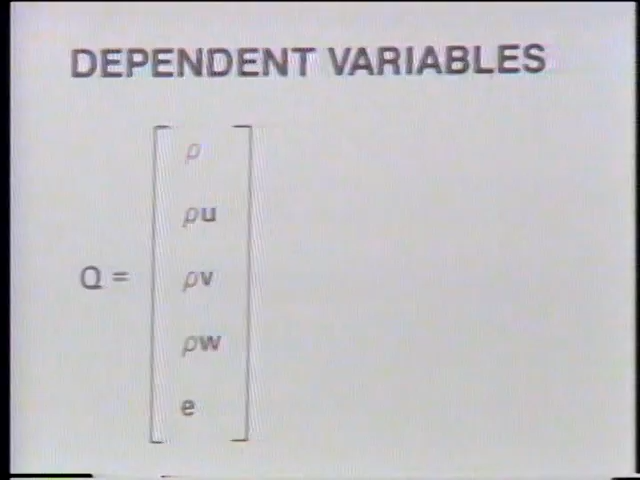 DEPENDENT VARIABLES
ρ
ρu
Q =
ρv
ρw
e